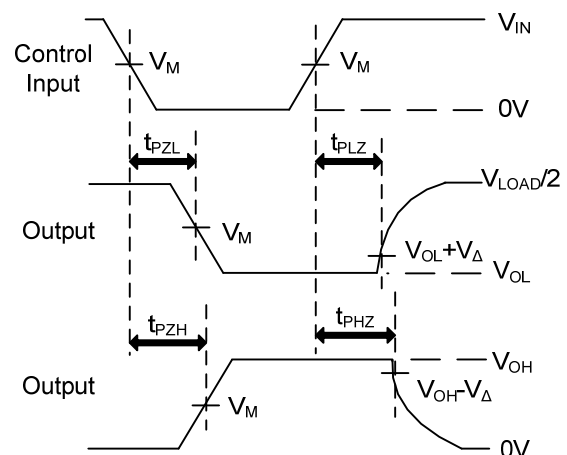 V_IN
Control
Input
V_M
V_M
0V
t_PZL
t_PLZ
V_LOAD/2
Output
V_M
V_OL+V_Δ
V_OL
t_PZH
t_PHZ
V_OH
Output
V_M
V_OH-V_Δ
0V